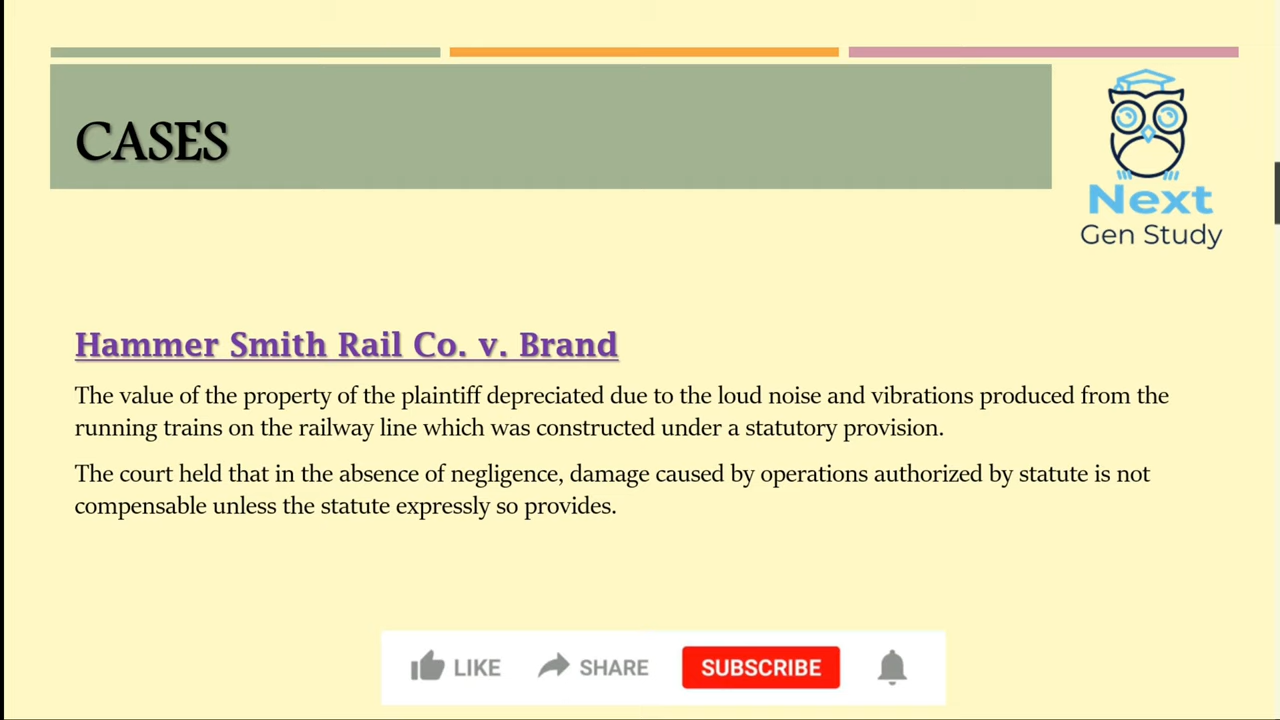 CASES
Next
Gen Study
Hammer Smith Rail Co. v. Brand
The value of the property of the plaintiff depreciated due to the loud noise and vibrations produced from the
running trains on the railway line which was constructed under a statutory provision.
The court held that in the absence of negligence, damage caused by operations authorized by statute is not
compensable unless the statute expressly so provides.
LIKE SHARE SUBSCRIBE